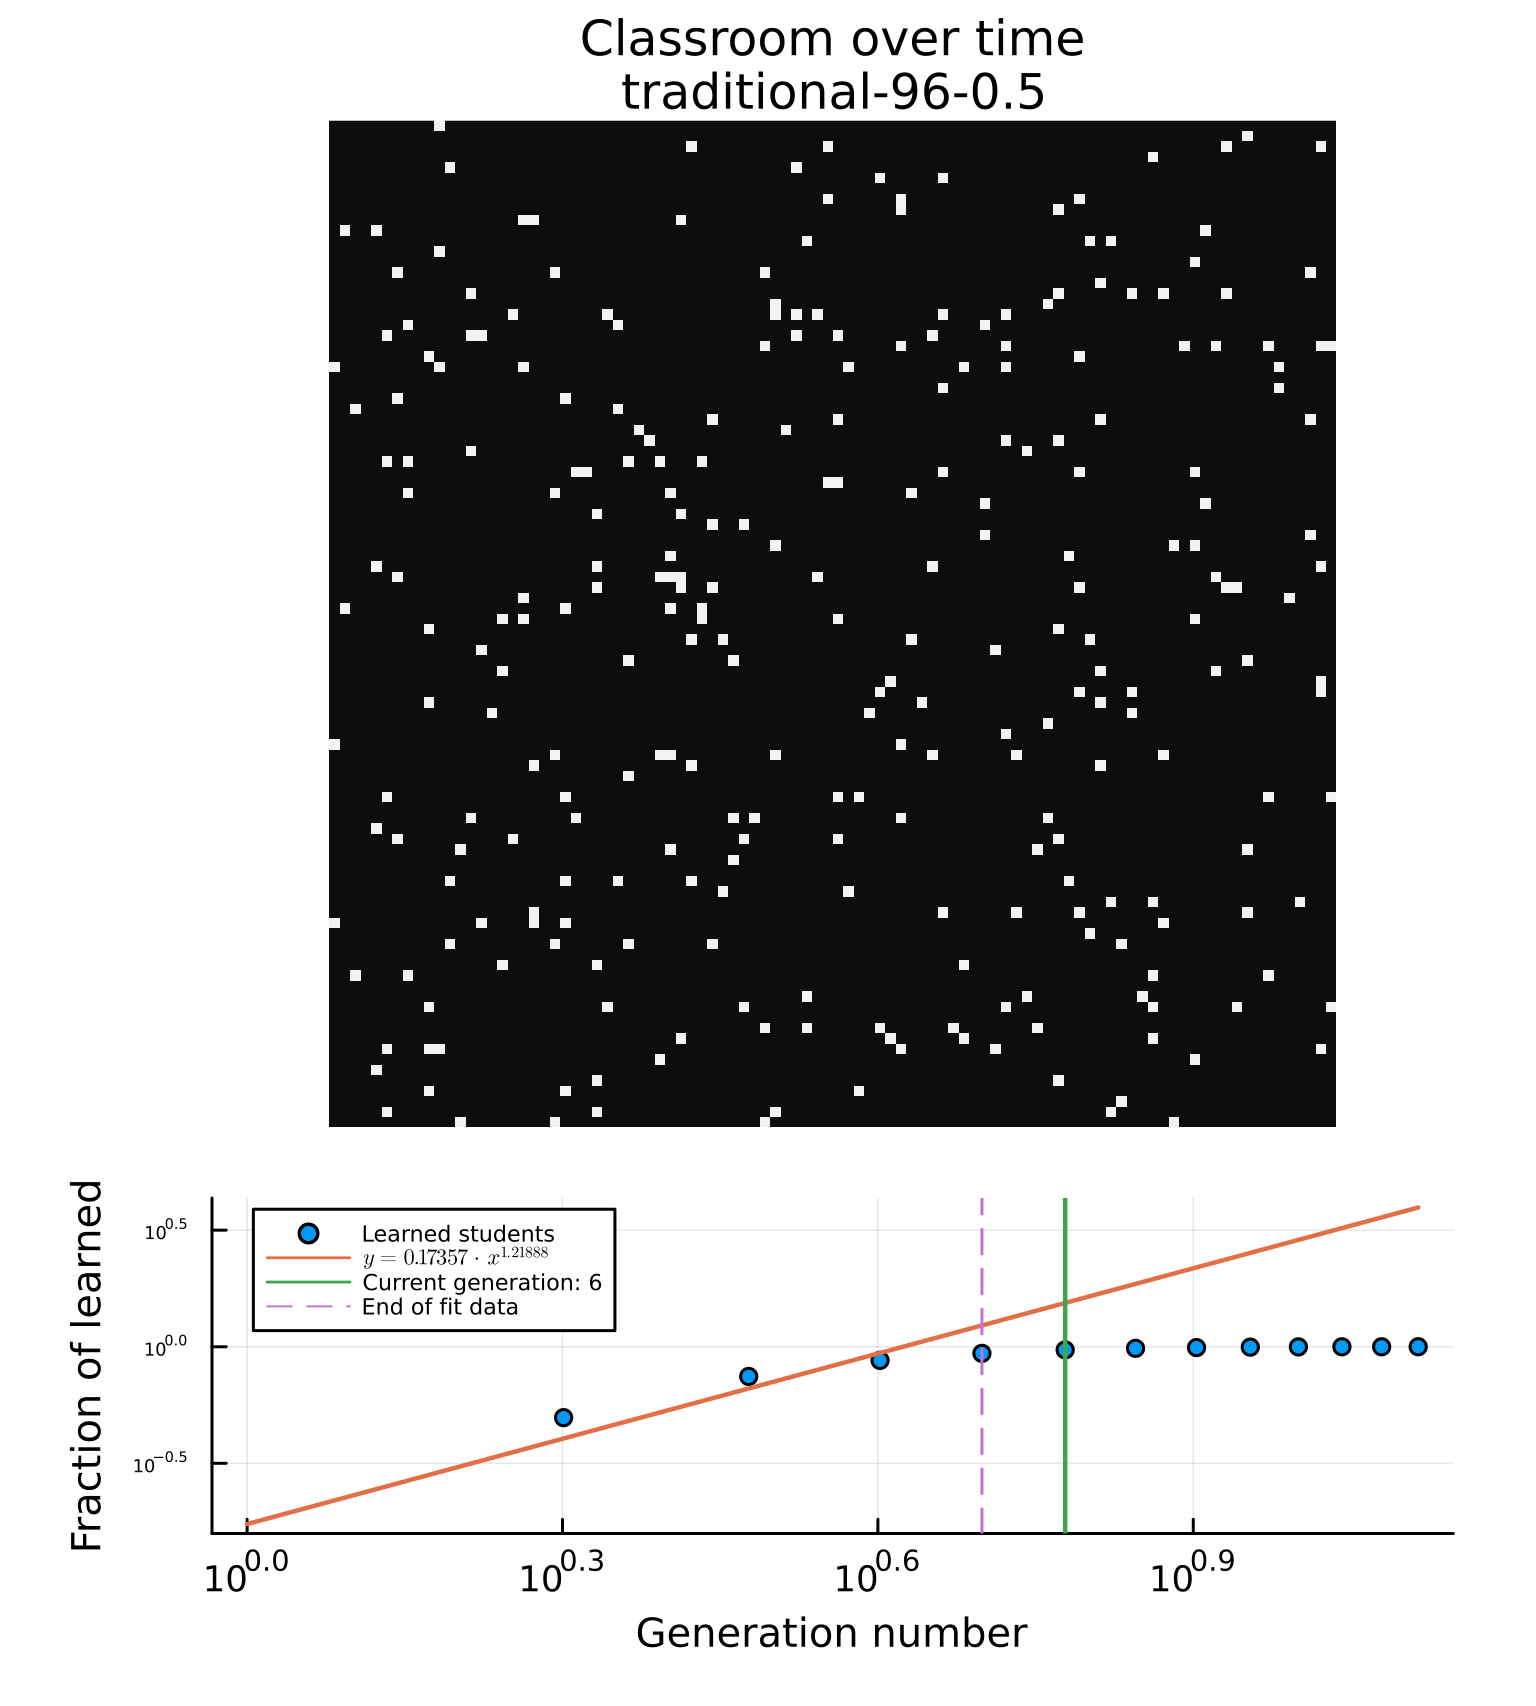 Classroom over time
traditional-96-0.5
Fraction of learned
10^0.5
10^0.0
10^−0.5
Learned students
y = 0.17357 · x^1.21888
Current generation: 6
End of fit data
10^0.0 10^0.3 10^0.6 10^0.9
Generation number